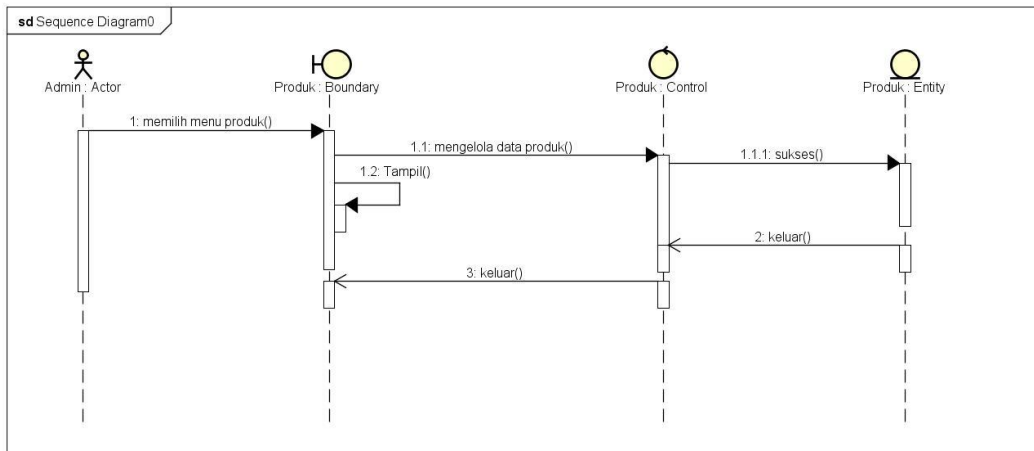 sd Sequence Diagram0
Admin : Actor
Produk : Boundary
Produk : Control
Produk : Entity
1: memilih menu produk()
1.1: mengelola data produk()
1.1.1: sukses()
1.2: Tampil()
2: keluar()
3: keluar()